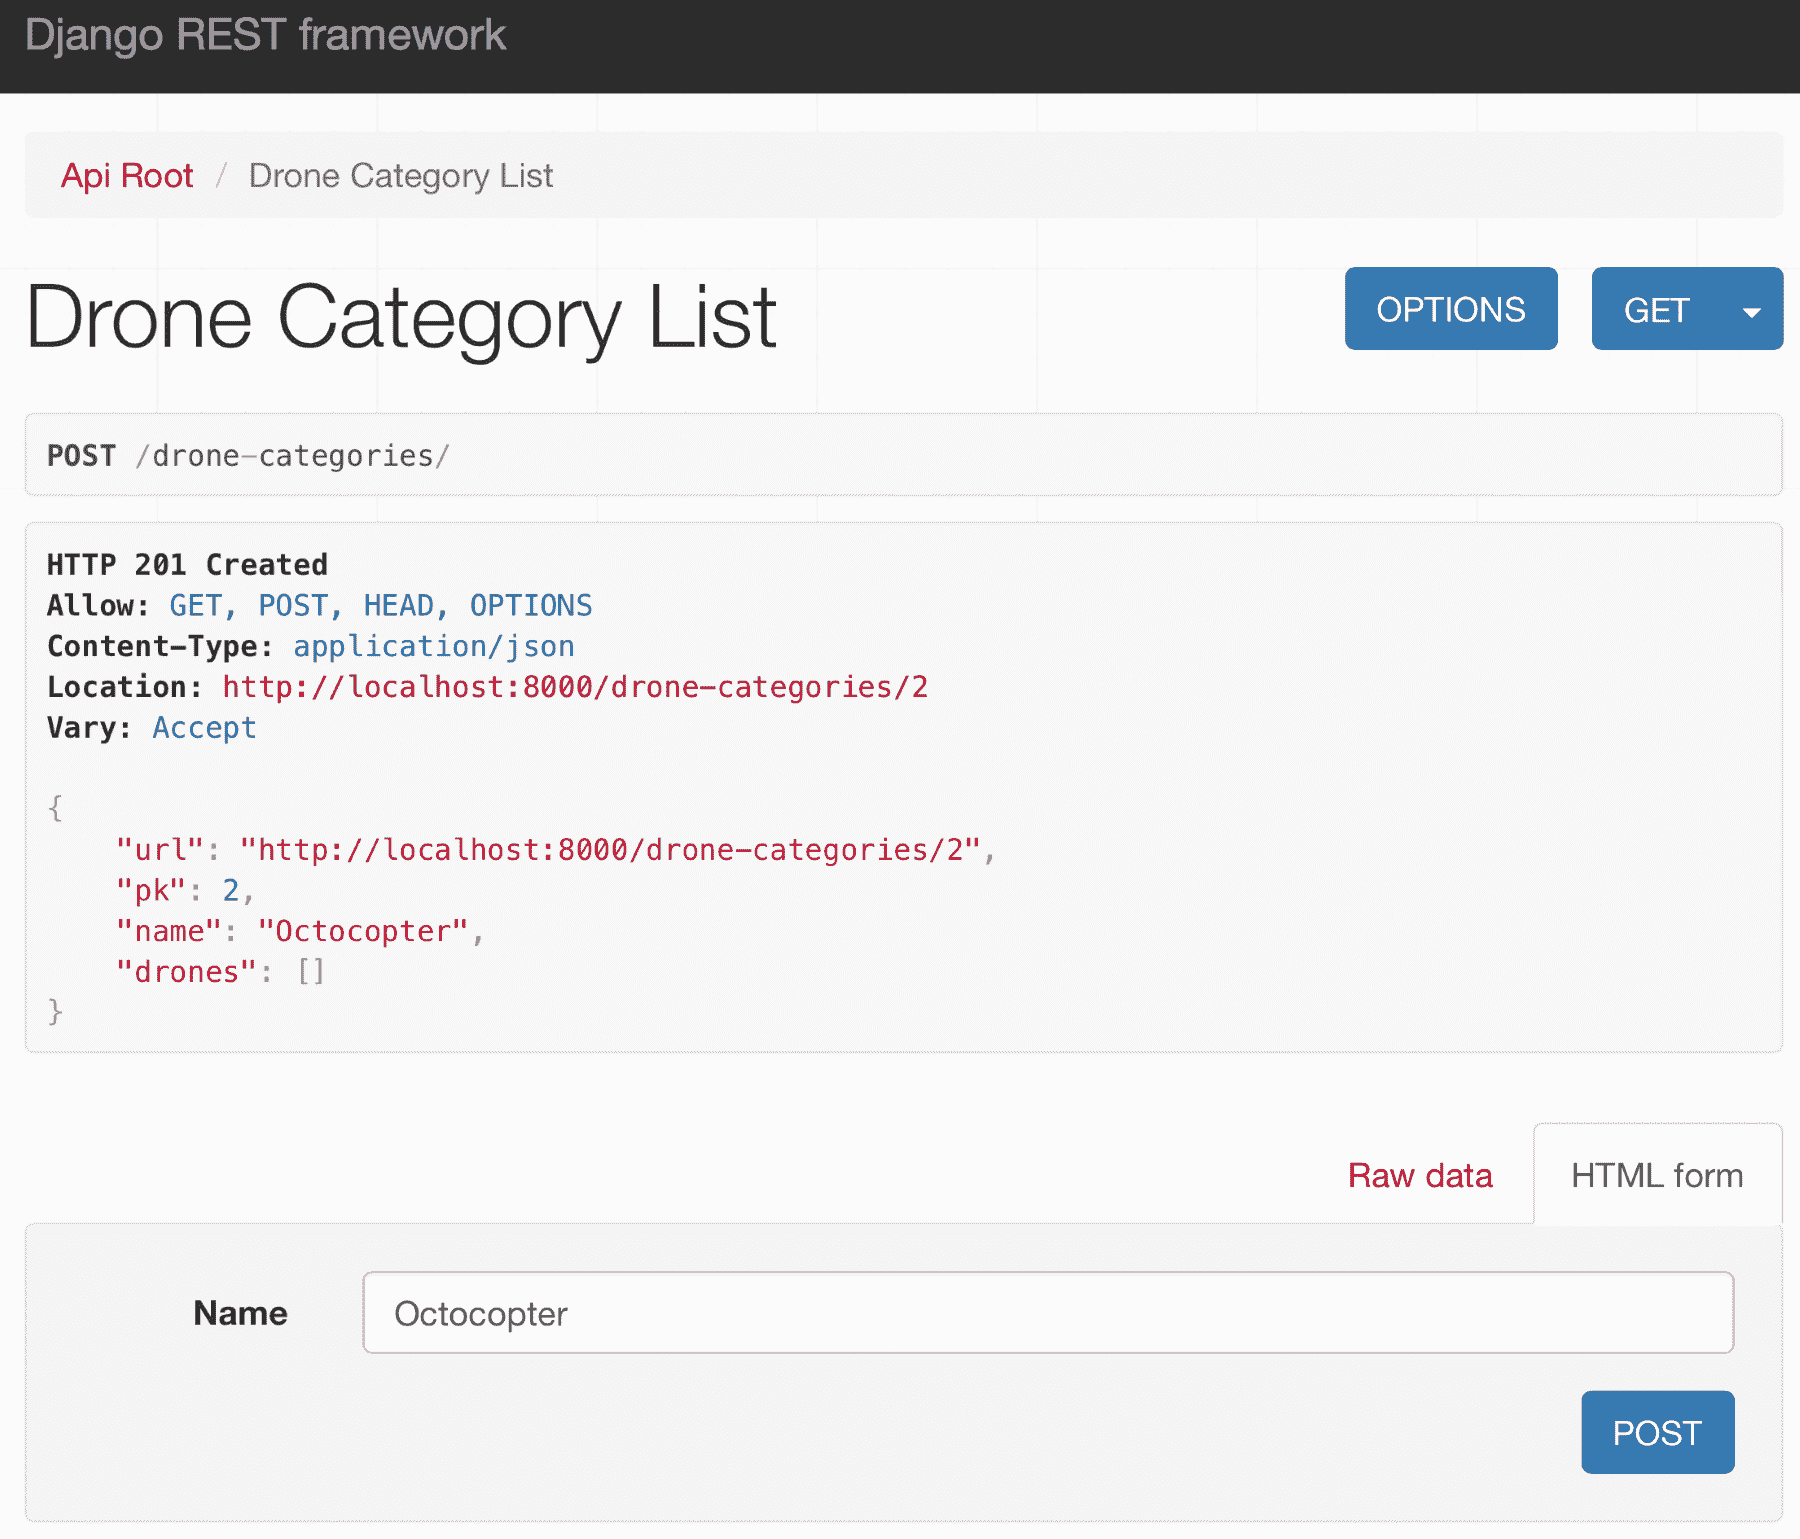 Django REST framework
Api Root / Drone Category List
Drone Category List
OPTIONS
GET
POST /drone-categories/
HTTP 201 Created
Allow: GET, POST, HEAD, OPTIONS
Content-Type: application/json
Location: http://localhost:8000/drone-categories/2
Vary: Accept
{
    "url": "http://localhost:8000/drone-categories/2",
    "pk": 2,
    "name": "Octocopter",
    "drones": []
}
Raw data
HTML form
Name
Octocopter
POST